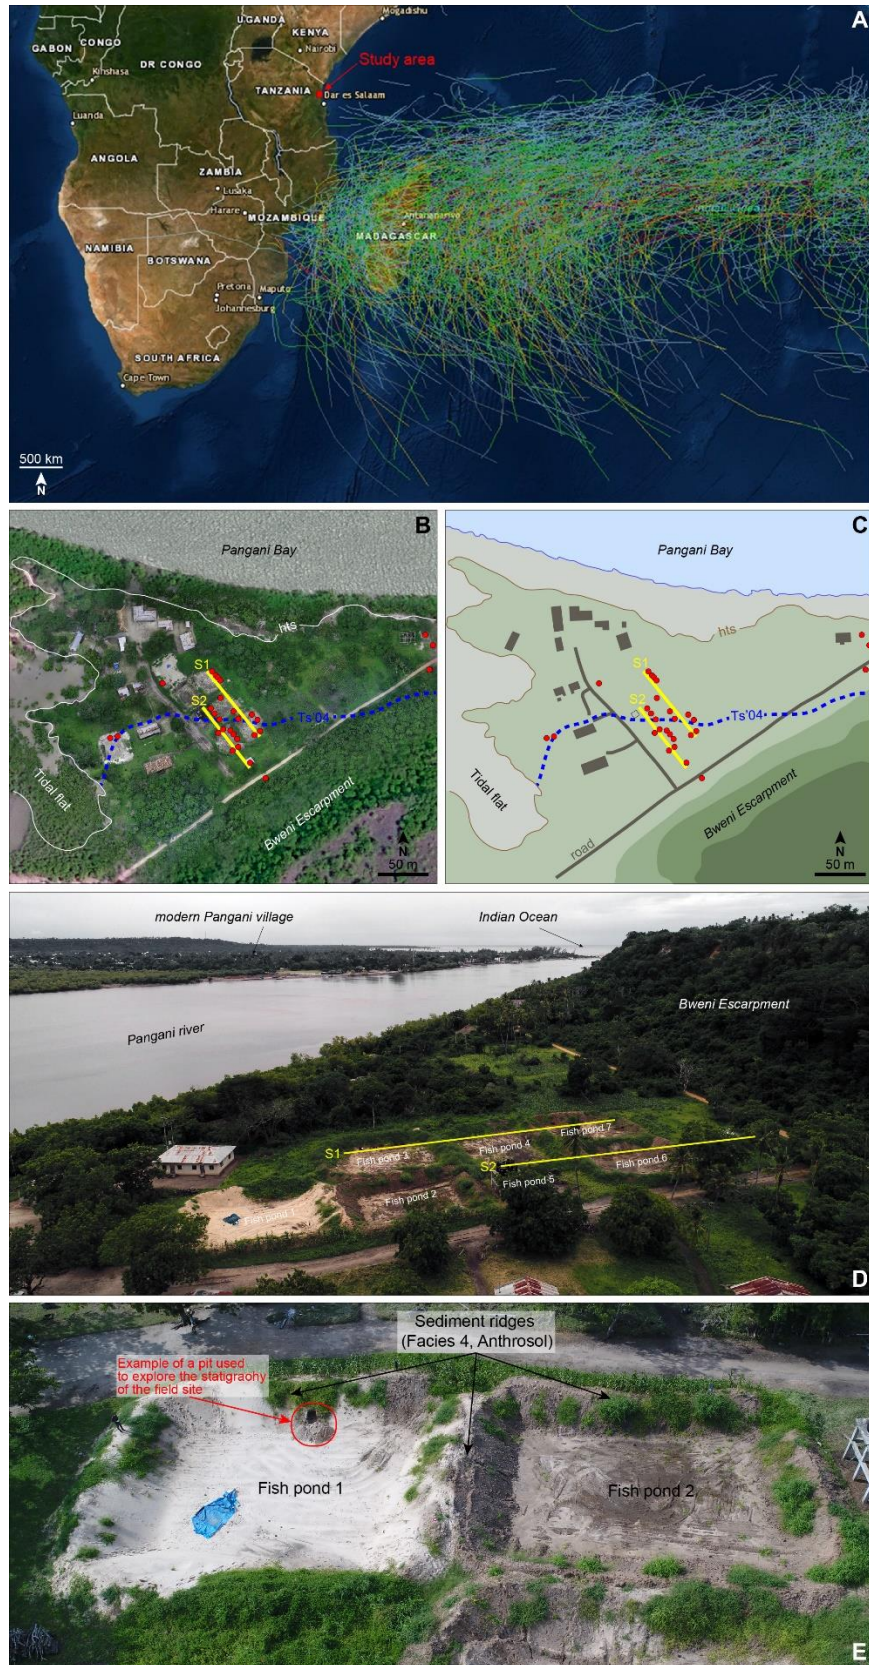 A
Mogadishu
UGANDA
KENYA
GABON
CONGO
Nairobi
Kinshasa
DR CONGO
Study area
TANZANIA
Dar es Salaam
Luanda
ANGOLA
ZAMBIA
Lusaka
Harare
MOZAMBIQUE
Antananarivo
MADAGASCAR
NAMIBIA
BOTSWANA
Pretoria
Maputo
Johannesburg
SOUTH AFRICA
Cape Town
500 km
N
B
Pangani Bay
hts
S1
S2
Ts'04
Tidal flat
Bweni Escarpment
N
50 m
C
Pangani Bay
hts
S1
S2
Ts'04
Tidal flat
road
Bweni Escarpment
N
50 m
modern Pangani village
Indian Ocean
Bweni Escarpment
Pangani river
S1
Fish pond 3
Fish pond 4
Fish pond 7
S2
Fish pond 5
Fish pond 6
Fish pond 1
Fish pond 2
D
Sediment ridges
(Facies 4, Anthrosol)
Example of a pit used
to explore the statigraohy
of the field site
Fish pond 1
Fish pond 2
E